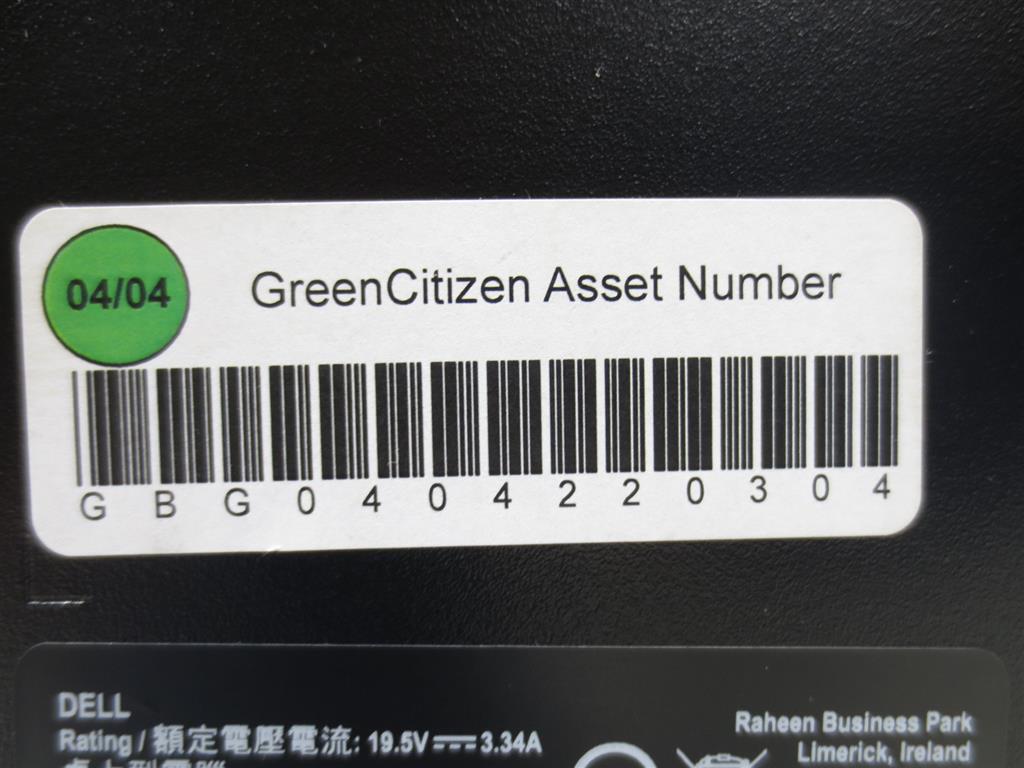 04/04
GreenCitizen Asset Number
GBG0404220304
DELL
Rating / 額定電壓電流: 19.5V⎓3.34A
Raheen Business Park
Limerick, Ireland